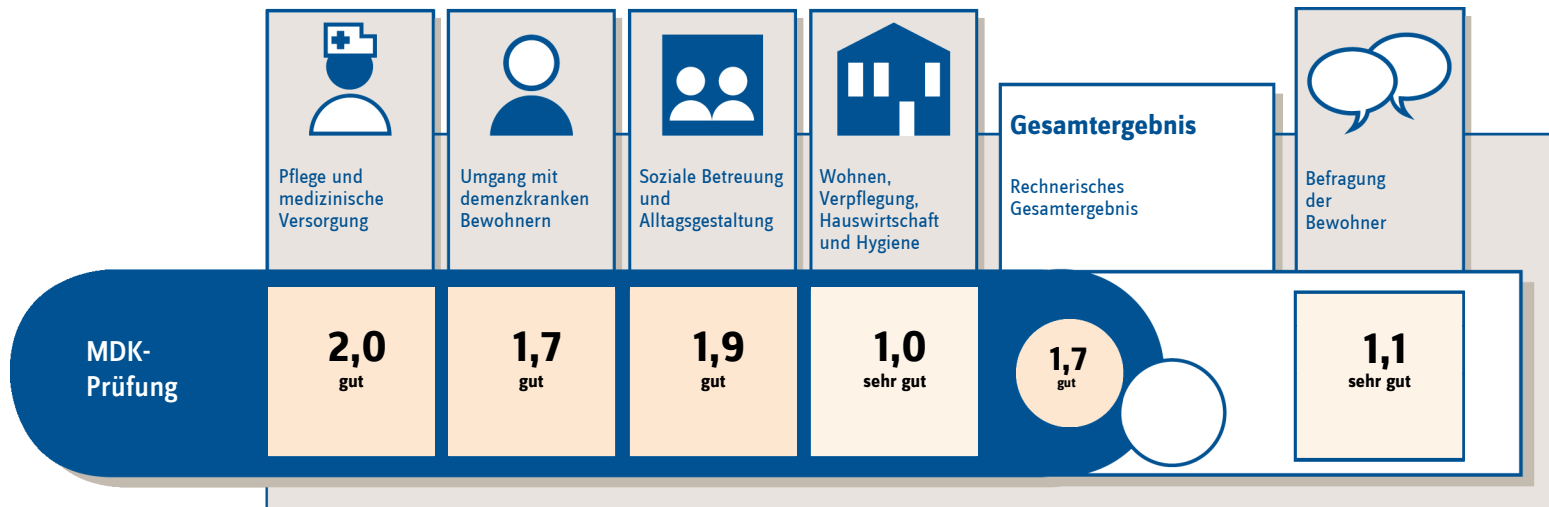 Pflege und
medizinische
Versorgung
Umgang mit
demenzkranken
Bewohnern
Soziale Betreuung
und
Alltagsgestaltung
Wohnen,
Verpflegung,
Hauswirtschaft
und Hygiene
Gesamtergebnis
Rechnerisches
Gesamtergebnis
Befragung
der
Bewohner
MDK-
Prüfung
2,0
gut
1,7
gut
1,9
gut
1,0
sehr gut
1,7
gut
1,1
sehr gut